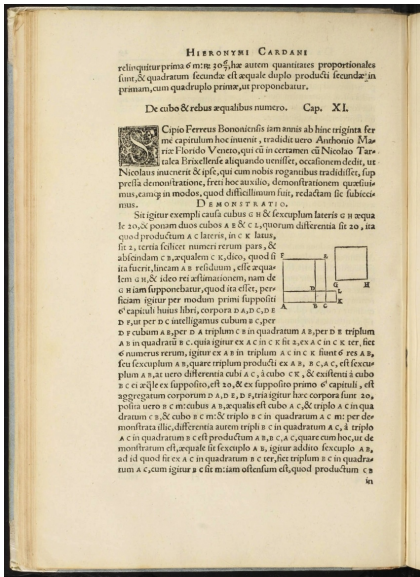 HIERONYMI CARDANI
relinquitur prima 6 m: ℞ 30⅗, hæ autem quantitates proportionales
sunt, & quadratum secundæ est æquale duplo producti secundæ in
primam, cum quadruplo primæ, ut proponebatur.
De cubo & rebus æqualibus numero. Cap. XI.
SCipio Ferreus Bononiensis iam annis ab hinc triginta fer
mè capitulum hoc inuenit, tradidit uero Anthonio Ma-
riæ Florido Veneto, qui cũ in certamen cũ Nicolao Tar-
talea Brixellense aliquando uenisset, occasionem dedit, ut
Nicolaus inuenerit & ipse, qui cum nobis rogantibus tradidisset, sup
pressa demonstratione, freti hoc auxilio, demonstrationem quæsiui
mus, eamq; in modos, quod difficillimum fuit, redactam sic subieci
mus.
DEMONSTRATIO.
Sit igitur exempli causa cubus G H & sexcuplum lateris G H æqua
le 20, & ponam duos cubos A E & C L, quorum differentia sit 20, ita
quod productum A C lateris, in C K latus,
sit 2, tertia scilicet numeri rerum pars, &
abscindam C B, æqualem C K, dico, quod si
ita fuerit, lineam A B residuum, esse æqua-
lem G H, & ideo rei æstimationem, nam de
G H iam supponebatur, quod ita esset, per-
ficiam igitur per modum primi suppositi
6ⁱ capituli huius libri, corpora D A, D C, D E
D F, ut per D C intelligamus cubum B C, per
D F cubum A B, per D A triplum C B in quadratum A B, per D E triplum
A B in quadratũ B C. quia igitur ex A C in C K fit 2, ex A C in C K ter, fiet
6 numerus rerum, igitur ex A B in triplum A C in C K fiunt 6 res A B,
seu sexcuplum A B, quare triplum producti ex A B, B C, A C, est sexcu-
plum A B, at uero differentia cubi A C, à cubo C K, & existenti à cubo
B C ei æq̃le ex supposito, est 20, & ex supposito primo 6ⁱ capituli, est
aggregatum corporum D A, D E, D F, tria igitur hæc corpora sunt 20,
posita uero B C m: cubus A B, æqualis est cubo A C, & triplo A C in qua
dratum C B, & cubo B C m: & triplo B C in quadratum A C m: per de-
monstrata illic, differentia autem tripli B C in quadratum A C, à triplo
A C in quadratum B C est productum A B, B C, A C, quare cum hoc, ut de
monstratum est, æquale sit sexcuplo A B, igitur addito sexcuplo A B,
ad id quod fit ex A C in quadratum B C ter, fiet triplum B C in quadra-
tum A C, cum igitur B C sit m: iam ostensum est, quod productum C B
in
F
E
D
L
A
B
C
K
G
H